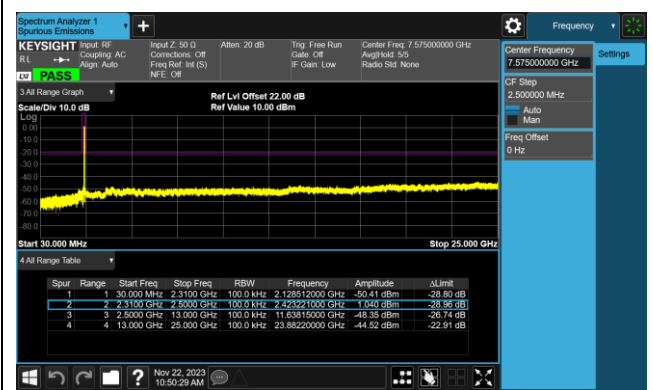 Spectrum Analyzer 1
Spurious Emissions
Frequency
KEYSIGHT
RL
PASS
Input: RF
Coupling: AC
Align: Auto
Input Z: 50 Ω
Corrections: Off
Freq Ref: Int (S)
NFE: Off
Atten: 20 dB
Trig: Free Run
Gate: Off
IF Gain: Low
Center Freq: 7.575000000 GHz
Avg|Hold: 5/5
Radio Std: None
Center Frequency
7.575000000 GHz
Settings
CF Step
2.500000 MHz
Auto
Man
Freq Offset
0 Hz
3 All Range Graph
Scale/Div 10.0 dB
Ref Lvl Offset 22.00 dB
Ref Value 10.00 dBm
Log
0.00
-10.0
-20.0
-30.0
-40.0
-50.0
-60.0
-70.0
-80.0
Start 30.000 MHz
Stop 25.000 GHz
4 All Range Table
Spur Range Start Freq Stop Freq RBW Frequency Amplitude ΔLimit
1 1 30.000 MHz 2.3100 GHz 100.0 kHz 2.128512000 GHz -50.41 dBm -28.80 dB
2 2 2.3100 GHz 2.5000 GHz 100.0 kHz 2.423221000 GHz 1.040 dBm -28.96 dB
3 3 2.5000 GHz 13.000 GHz 100.0 kHz 11.63815000 GHz -48.35 dBm -26.74 dB
4 4 13.000 GHz 25.000 GHz 100.0 kHz 23.88220000 GHz -44.52 dBm -22.91 dB
?
Nov 22, 2023
10:50:29 AM